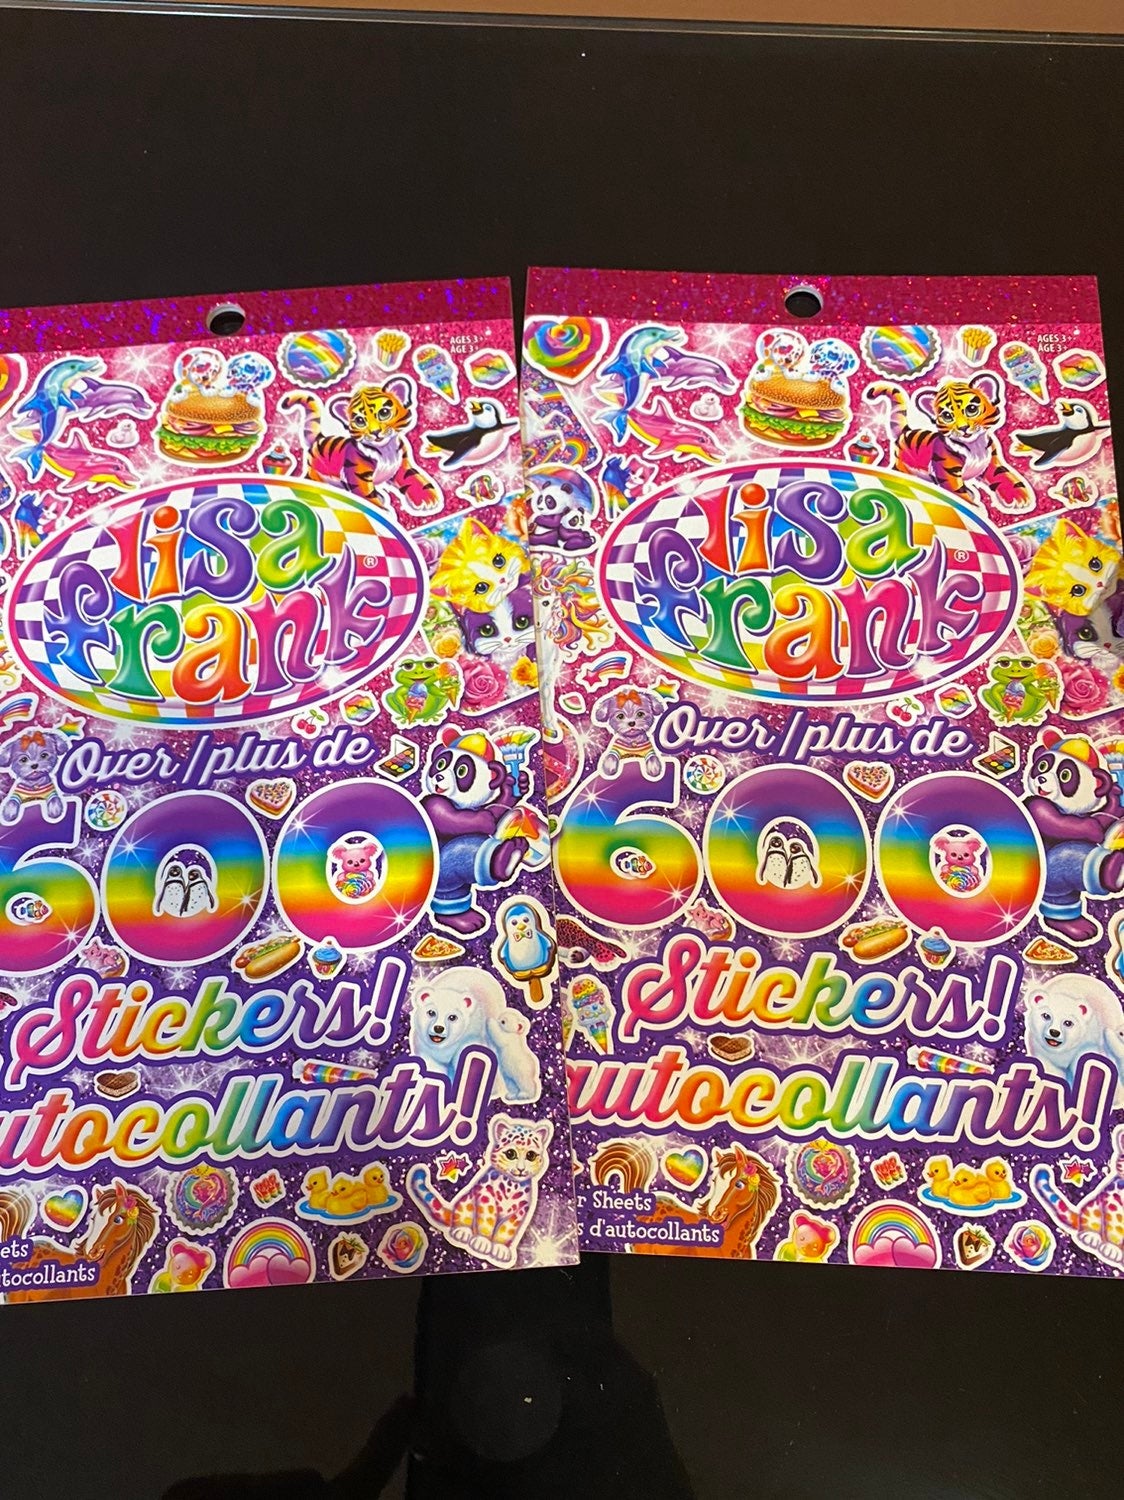 AGES 3+
AGE 3+
lisa
frank®
Over/plus de
600
Stickers!
autocollants!
autocollants
AGES 3+
AGE 3+
lisa
frank®
Over/plus de
600
Stickers!
autocollants!
Sheets
d'autocollants